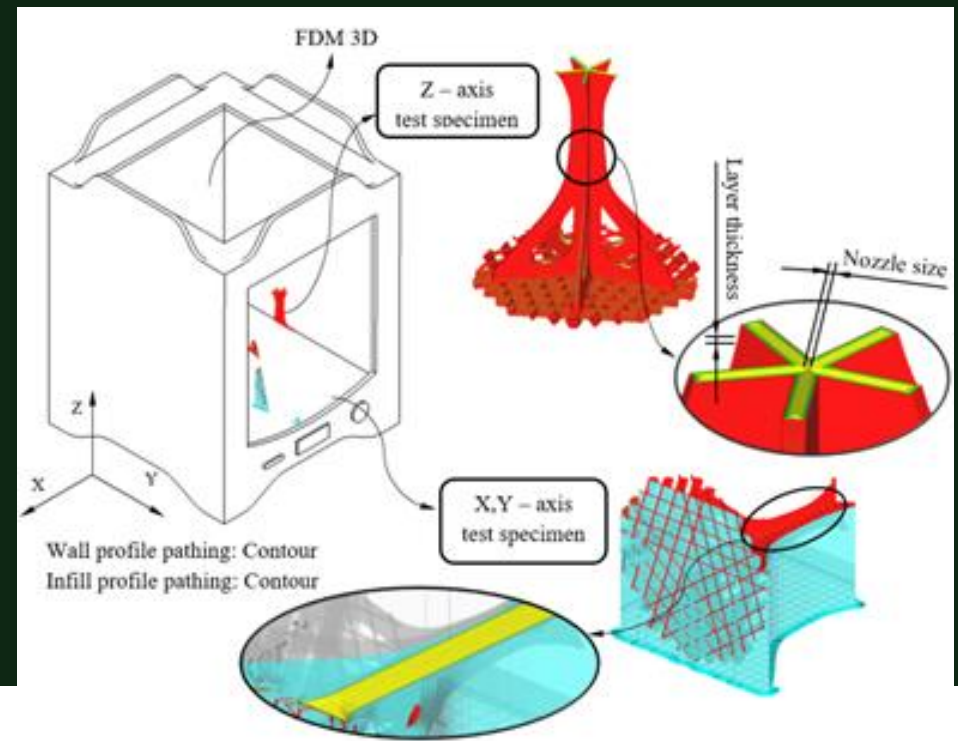 FDM 3D
Z – axis
test specimen
Layer thickness
Nozzle size
Z
X
Y
X,Y – axis
test specimen
Wall profile pathing: Contour
Infill profile pathing: Contour